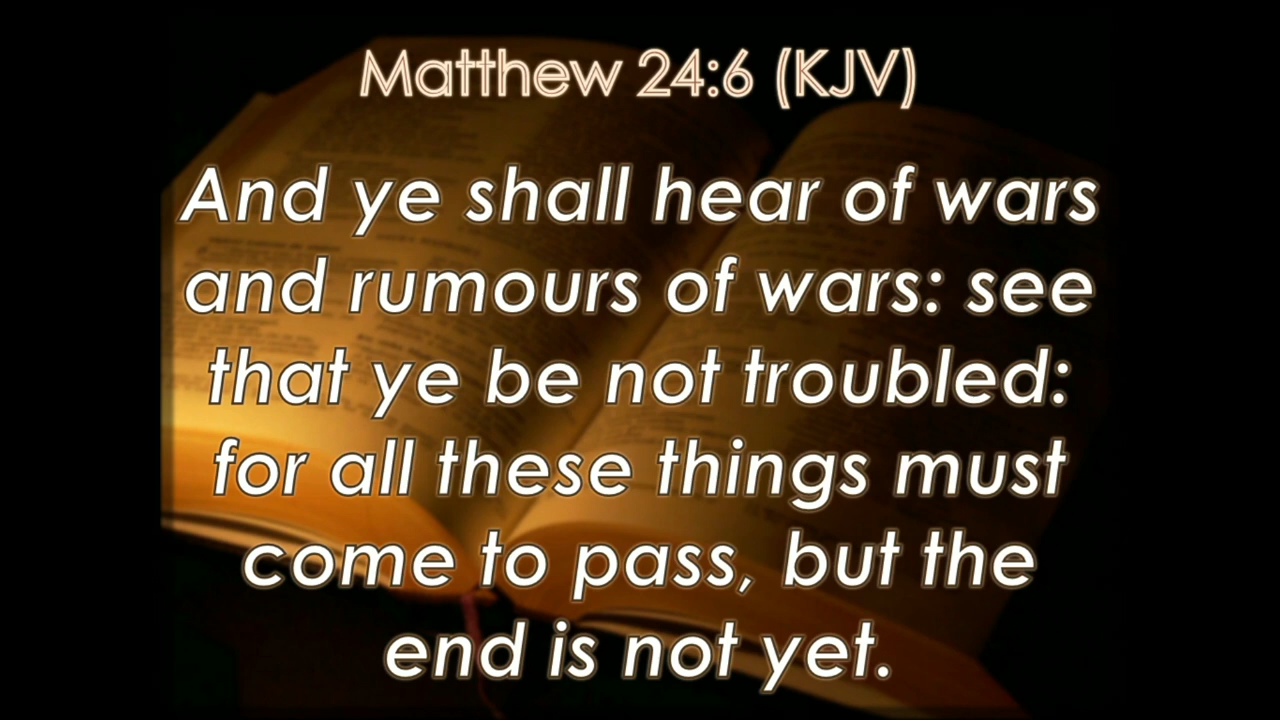 Matthew 24:6 (KJV)
And ye shall hear of wars
and rumours of wars: see
that ye be not troubled:
for all these things must
come to pass, but the
end is not yet.